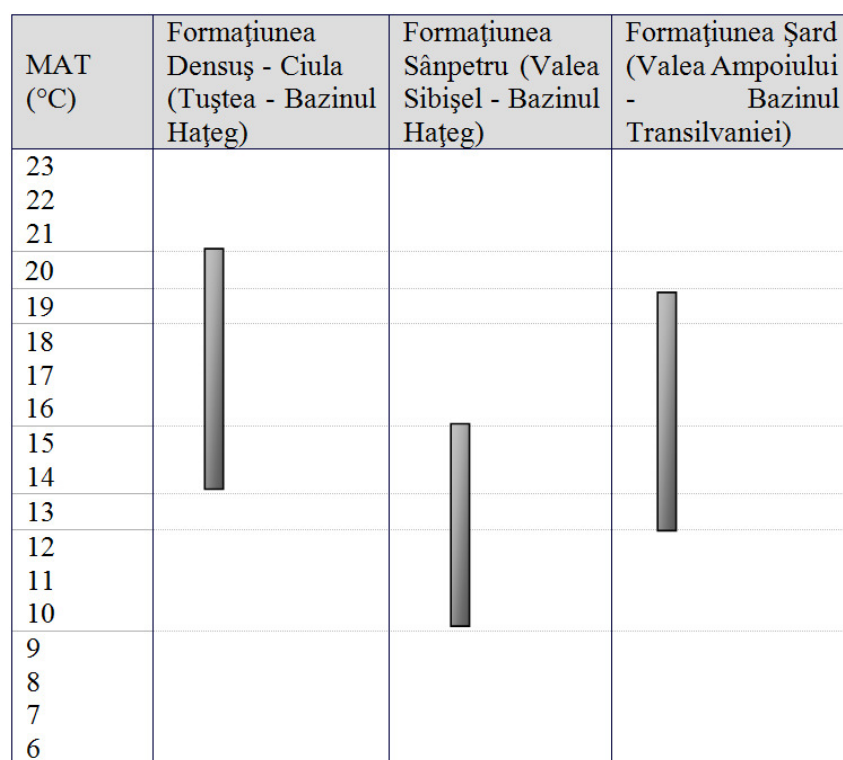 MAT
(°C)
Formaţiunea
Densuş - Ciula
(Tuştea - Bazinul
Haţeg)
Formaţiunea
Sânpetru (Valea
Sibişel - Bazinul
Haţeg)
Formaţiunea Şard
(Valea Ampoiului
- Bazinul
Transilvaniei)
23
22
21
20
19
18
17
16
15
14
13
12
11
10
9
8
7
6